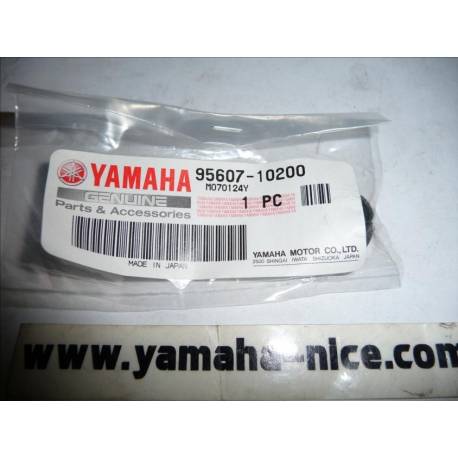 YAMAHA
95607-10200
M070124Y
GENUINE
Parts & Accessories
1 PC
MADE IN JAPAN
YAMAHA MOTOR CO., LTD.
2500 SHINGAI IWATA SHIZUOKA JAPAN
www.yamaha-nice.com